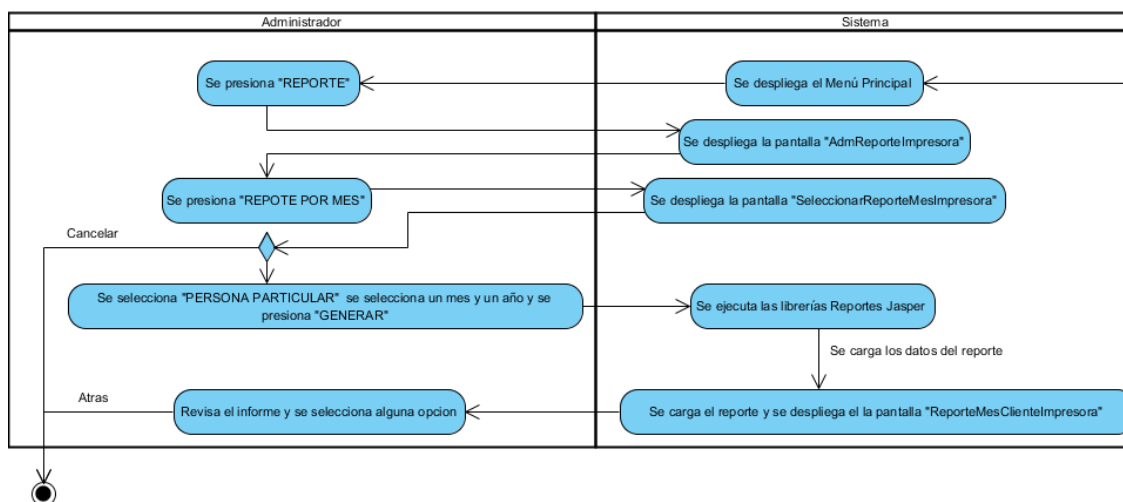 Administrador
Sistema
Se presiona "REPORTE"
Se despliega el Menú Principal
Se despliega la pantalla "AdmReporteImpresora"
Se presiona "REPOTE POR MES"
Se despliega la pantalla "SeleccionarReporteMesImpresora"
Cancelar
Se selecciona "PERSONA PARTICULAR" se selecciona un mes y un año y se
presiona "GENERAR"
Se ejecuta las librerías Reportes Jasper
Se carga los datos del reporte
Atras
Revisa el informe y se selecciona alguna opcion
Se carga el reporte y se despliega el la pantalla "ReporteMesClienteImpresora"